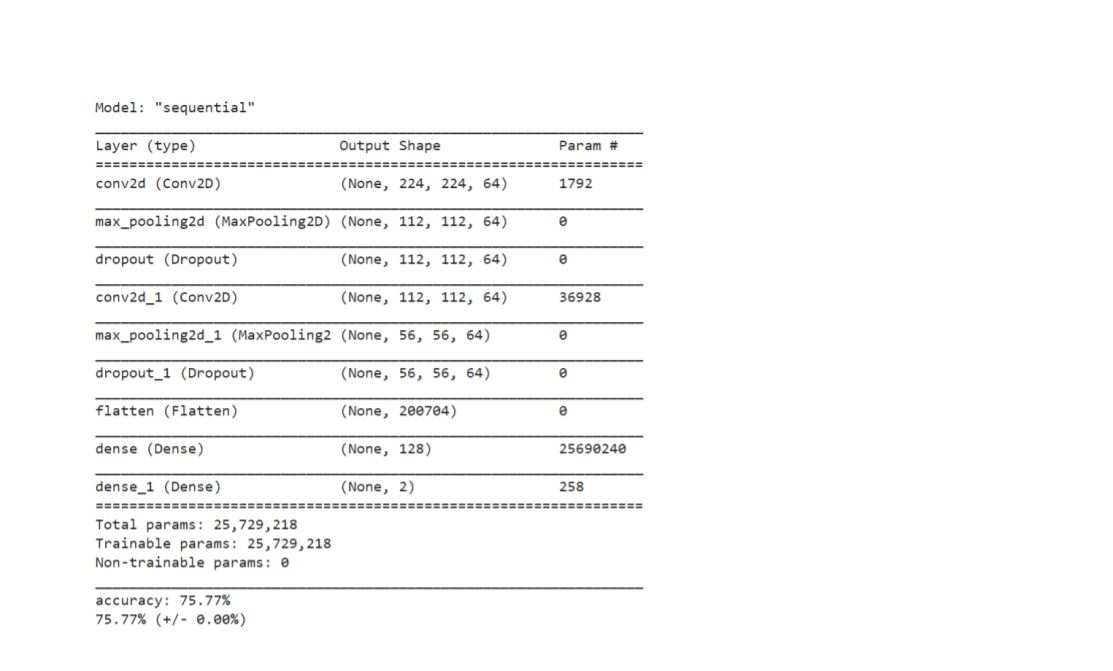 Model: "sequential"
Layer (type) Output Shape Param #
conv2d (Conv2D) (None, 224, 224, 64) 1792
max_pooling2d (MaxPooling2D) (None, 112, 112, 64) 0
dropout (Dropout) (None, 112, 112, 64) 0
conv2d_1 (Conv2D) (None, 112, 112, 64) 36928
max_pooling2d_1 (MaxPooling2 (None, 56, 56, 64) 0
dropout_1 (Dropout) (None, 56, 56, 64) 0
flatten (Flatten) (None, 200704) 0
dense (Dense) (None, 128) 25690240
dense_1 (Dense) (None, 2) 258
Total params: 25,729,218
Trainable params: 25,729,218
Non-trainable params: 0
accuracy: 75.77%
75.77% (+/- 0.00%)